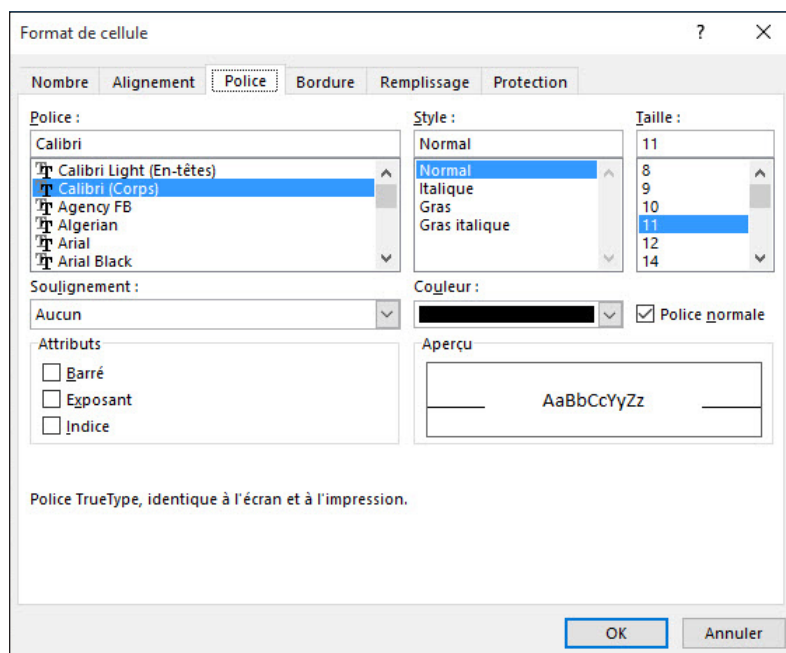 Format de cellule
?
Nombre Alignement Police Bordure Remplissage Protection
Police :
Calibri
Calibri Light (En-têtes)
Calibri (Corps)
Agency FB
Algerian
Arial
Arial Black
Style :
Normal
Normal
Italique
Gras
Gras italique
Taille :
11
8
9
10
11
12
14
Soulignement :
Aucun
Couleur :
Police normale
Attributs
Barré
Exposant
Indice
Aperçu
AaBbCcYyZz
Police TrueType, identique à l'écran et à l'impression.
OK Annuler